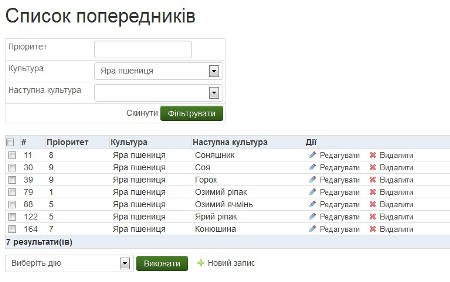 Список попередників
Пріоритет
Культура Яра пшениця
Наступна культура
Скинути Фільтрувати
# Пріоритет Культура Наступна культура Дії
11 8 Яра пшениця Соняшник Редагувати Видалити
30 9 Яра пшениця Соя Редагувати Видалити
39 9 Яра пшениця Горох Редагувати Видалити
79 1 Яра пшениця Озимий ріпак Редагувати Видалити
88 5 Яра пшениця Озимий ячмінь Редагувати Видалити
122 5 Яра пшениця Ярий ріпак Редагувати Видалити
164 7 Яра пшениця Конюшина Редагувати Видалити
7 результати(ів)
Виберіть дію Виконати Новий запис